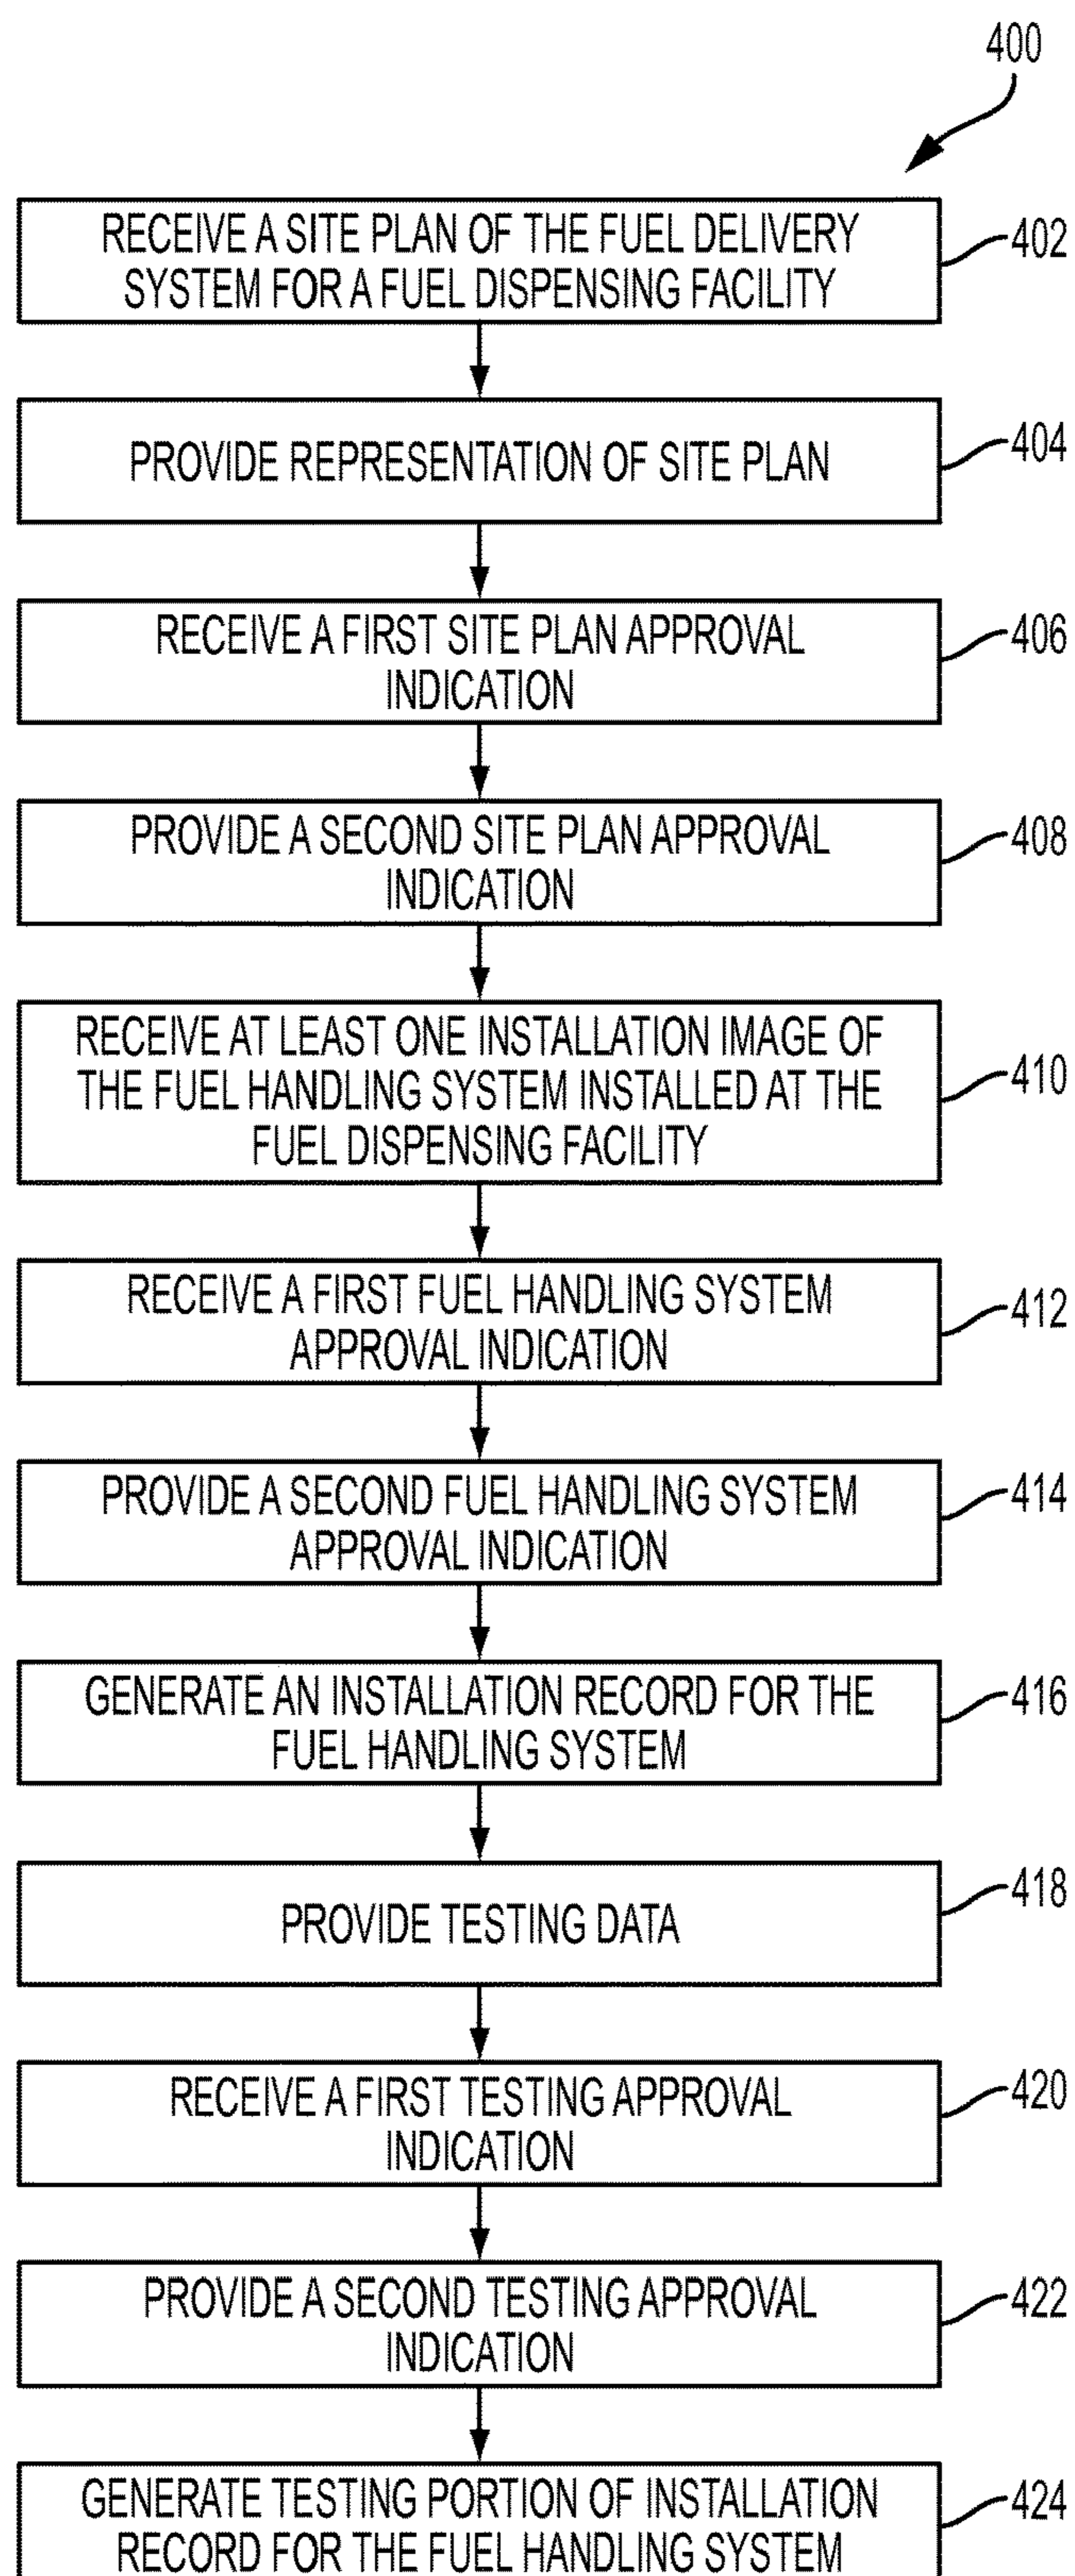 400
RECEIVE A SITE PLAN OF THE FUEL DELIVERY
SYSTEM FOR A FUEL DISPENSING FACILITY
402
PROVIDE REPRESENTATION OF SITE PLAN
404
RECEIVE A FIRST SITE PLAN APPROVAL
INDICATION
406
PROVIDE A SECOND SITE PLAN APPROVAL
INDICATION
408
RECEIVE AT LEAST ONE INSTALLATION IMAGE OF
THE FUEL HANDLING SYSTEM INSTALLED AT THE
FUEL DISPENSING FACILITY
410
RECEIVE A FIRST FUEL HANDLING SYSTEM
APPROVAL INDICATION
412
PROVIDE A SECOND FUEL HANDLING SYSTEM
APPROVAL INDICATION
414
GENERATE AN INSTALLATION RECORD FOR THE
FUEL HANDLING SYSTEM
416
PROVIDE TESTING DATA
418
RECEIVE A FIRST TESTING APPROVAL
INDICATION
420
PROVIDE A SECOND TESTING APPROVAL
INDICATION
422
GENERATE TESTING PORTION OF INSTALLATION
RECORD FOR THE FUEL HANDLING SYSTEM
424